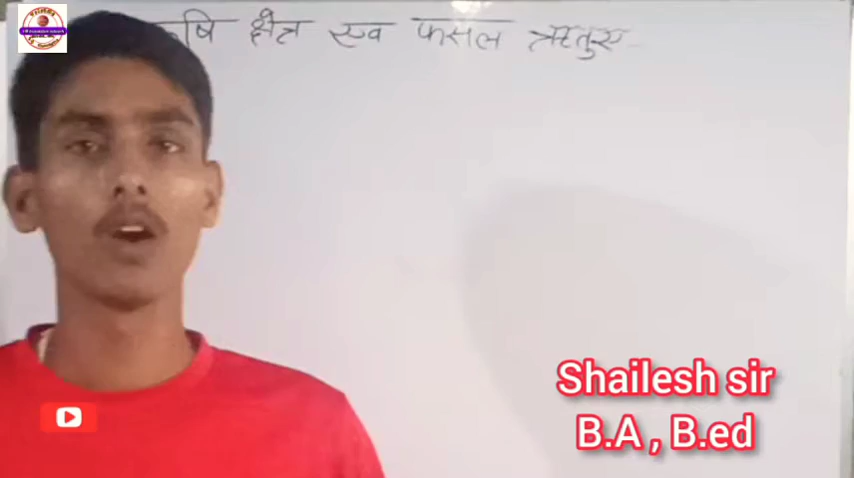 षि क्षेत्र एव फसल ऋतुए
Shailesh sir
B.A , B.ed